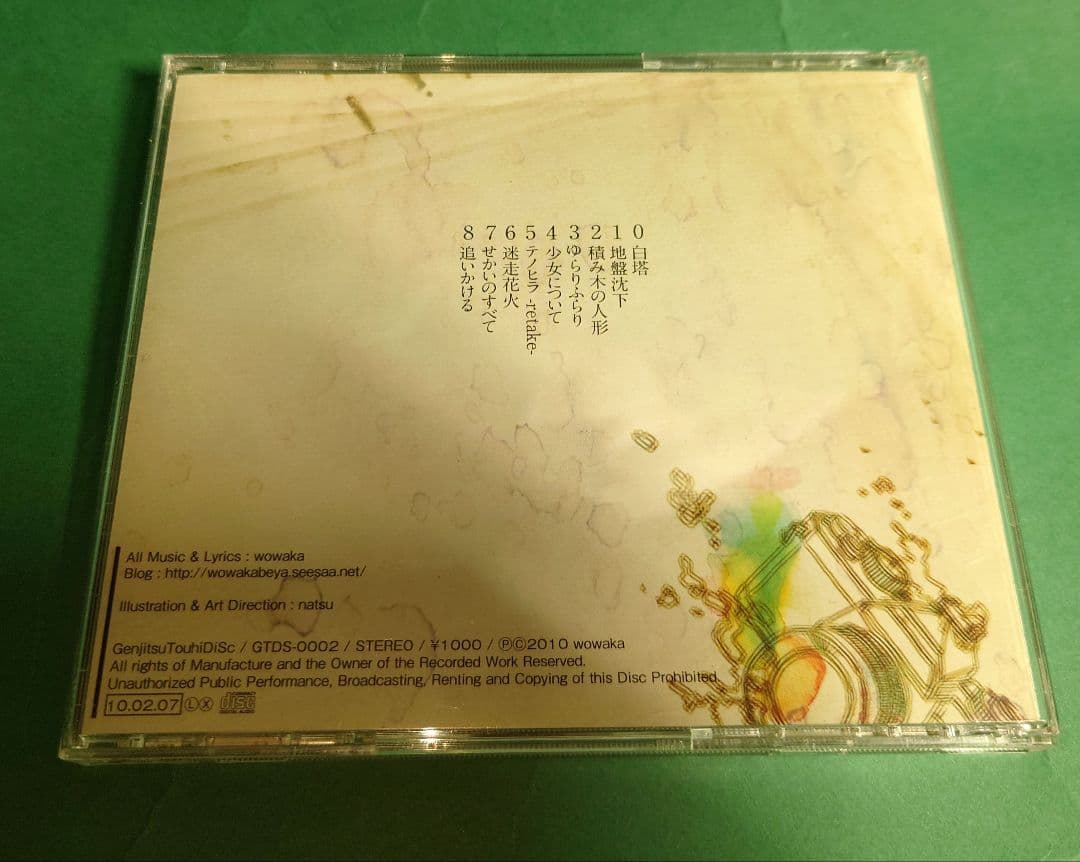 0 白塔
1 地盤沈下
2 積み木の人形
3 ゆらりふらり
4 少女について
5 テノヒラ -retake-
6 迷走花火
7 せかいのすべて
8 追いかける
All Music & Lyrics : wowaka
Blog : http://wowakabeya.seesaa.net/
Illustration & Art Direction : natsu
GenjitsuTouhiDiSc / GTDS-0002 / STEREO / ¥1000 / ℗©2010 wowaka
All rights of Manufacture and the Owner of the Recorded Work Reserved.
Unauthorized Public Performance, Broadcasting, Renting and Copying of this Disc Prohibited.
10.02.07 Ⓛ Ⓧ COMPACT disc DIGITAL AUDIO